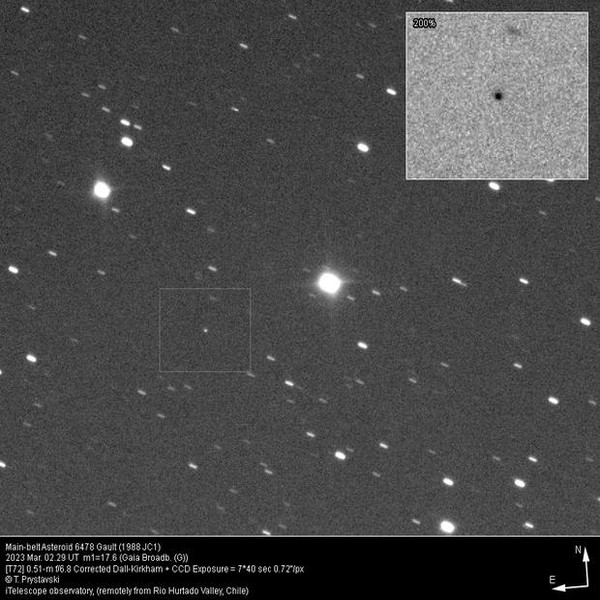 200%
Main-belt Asteroid 6478 Gault (1988 JC1)
2023 Mar. 02.29 UT m1=17.6 (Gaia Broadb. (G))
[T72] 0.51-m f/6.8 Corrected Dall-Kirkham + CCD Exposure = 7*40 sec 0.72"/px
© T. Prystavski
iTelescope observatory, (remotely from Rio Hurtado Valley, Chile)
N
E